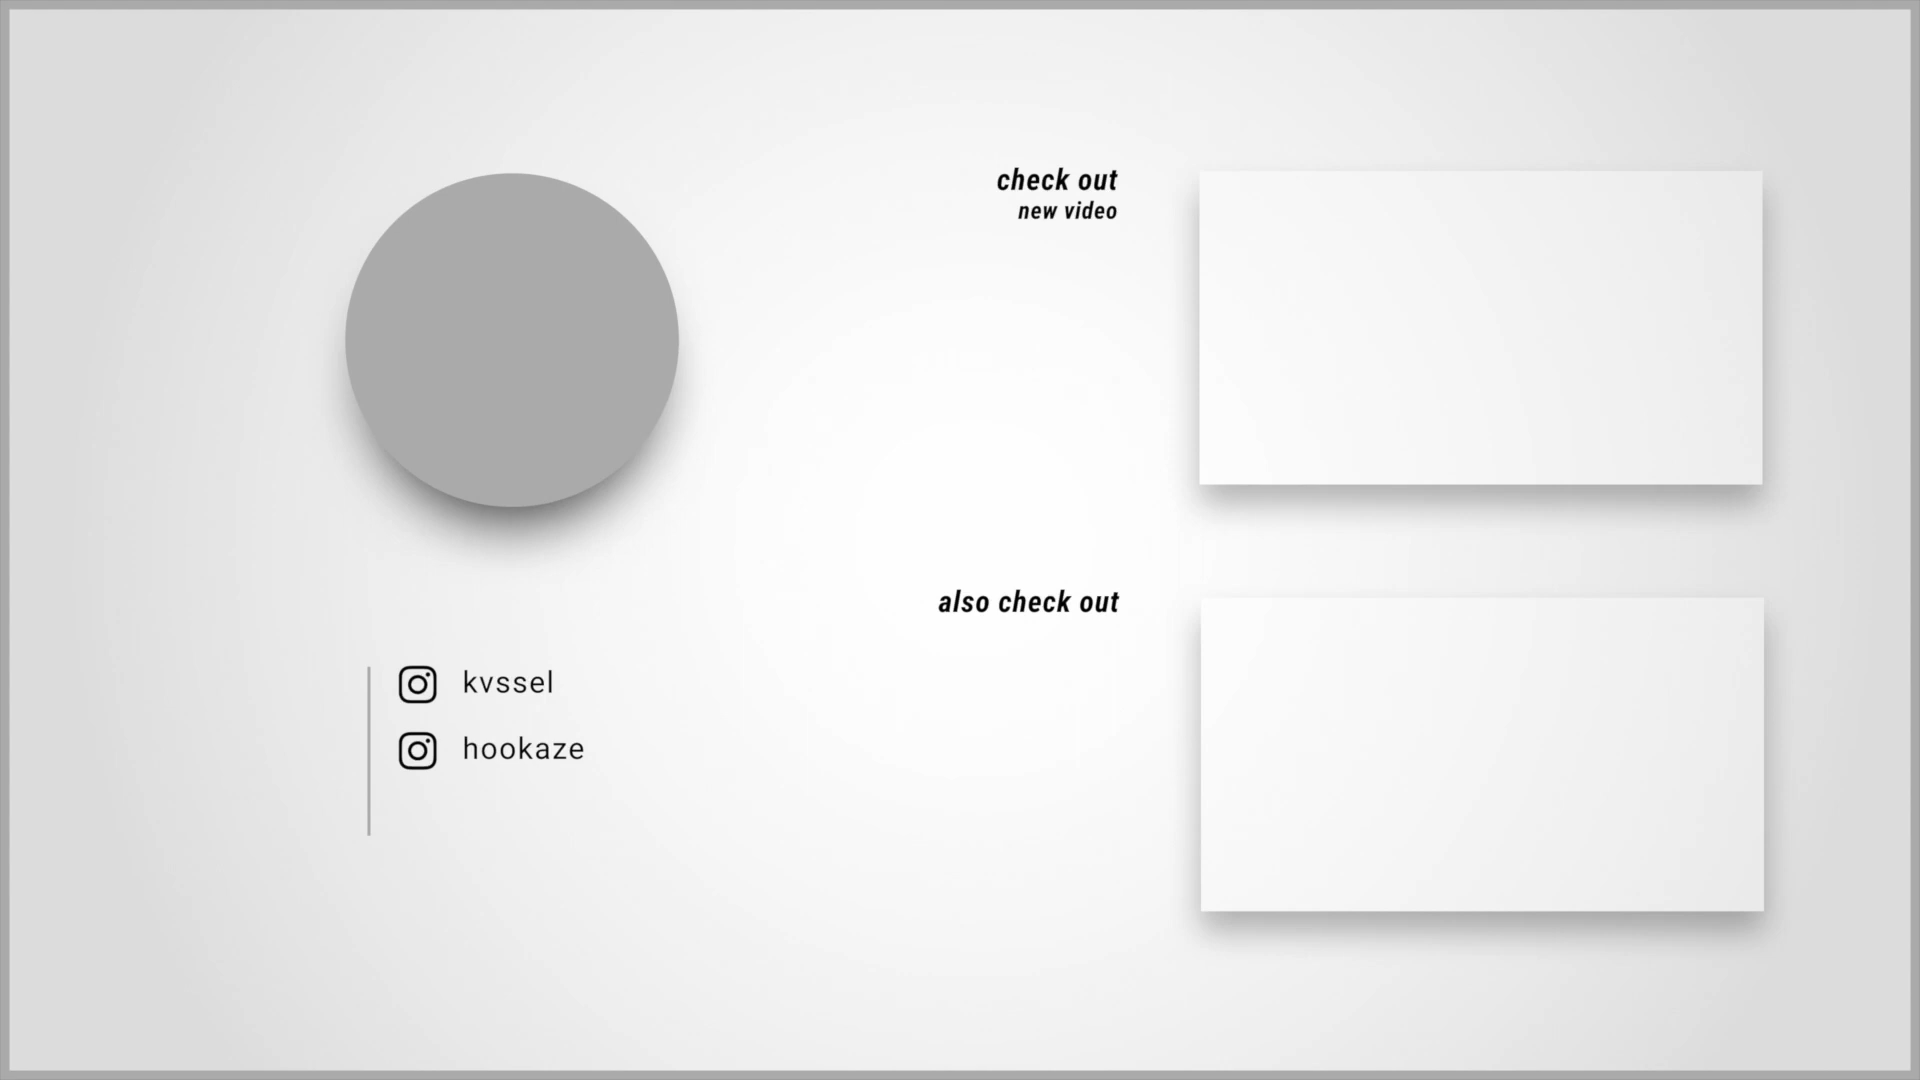 check out
new video
also check out
kvssel
hookaze